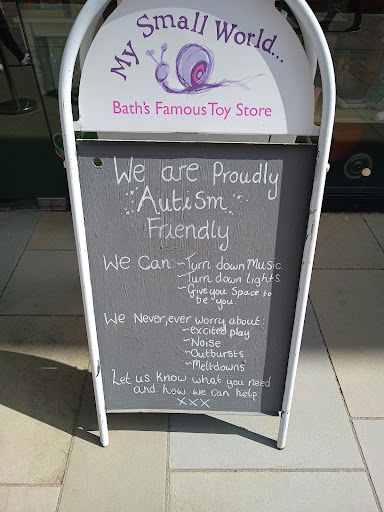 My Small World...
Bath's Famous Toy Store
We are Proudly
Autism
Friendly
We Can:- Turn down Music.
- Turn down lights.
- Give you space to
be you.
We Never, ever worry about:
- excited play
- Noise
- Outbursts
- Meltdowns
Let us know what you need
and how we can help
xxx